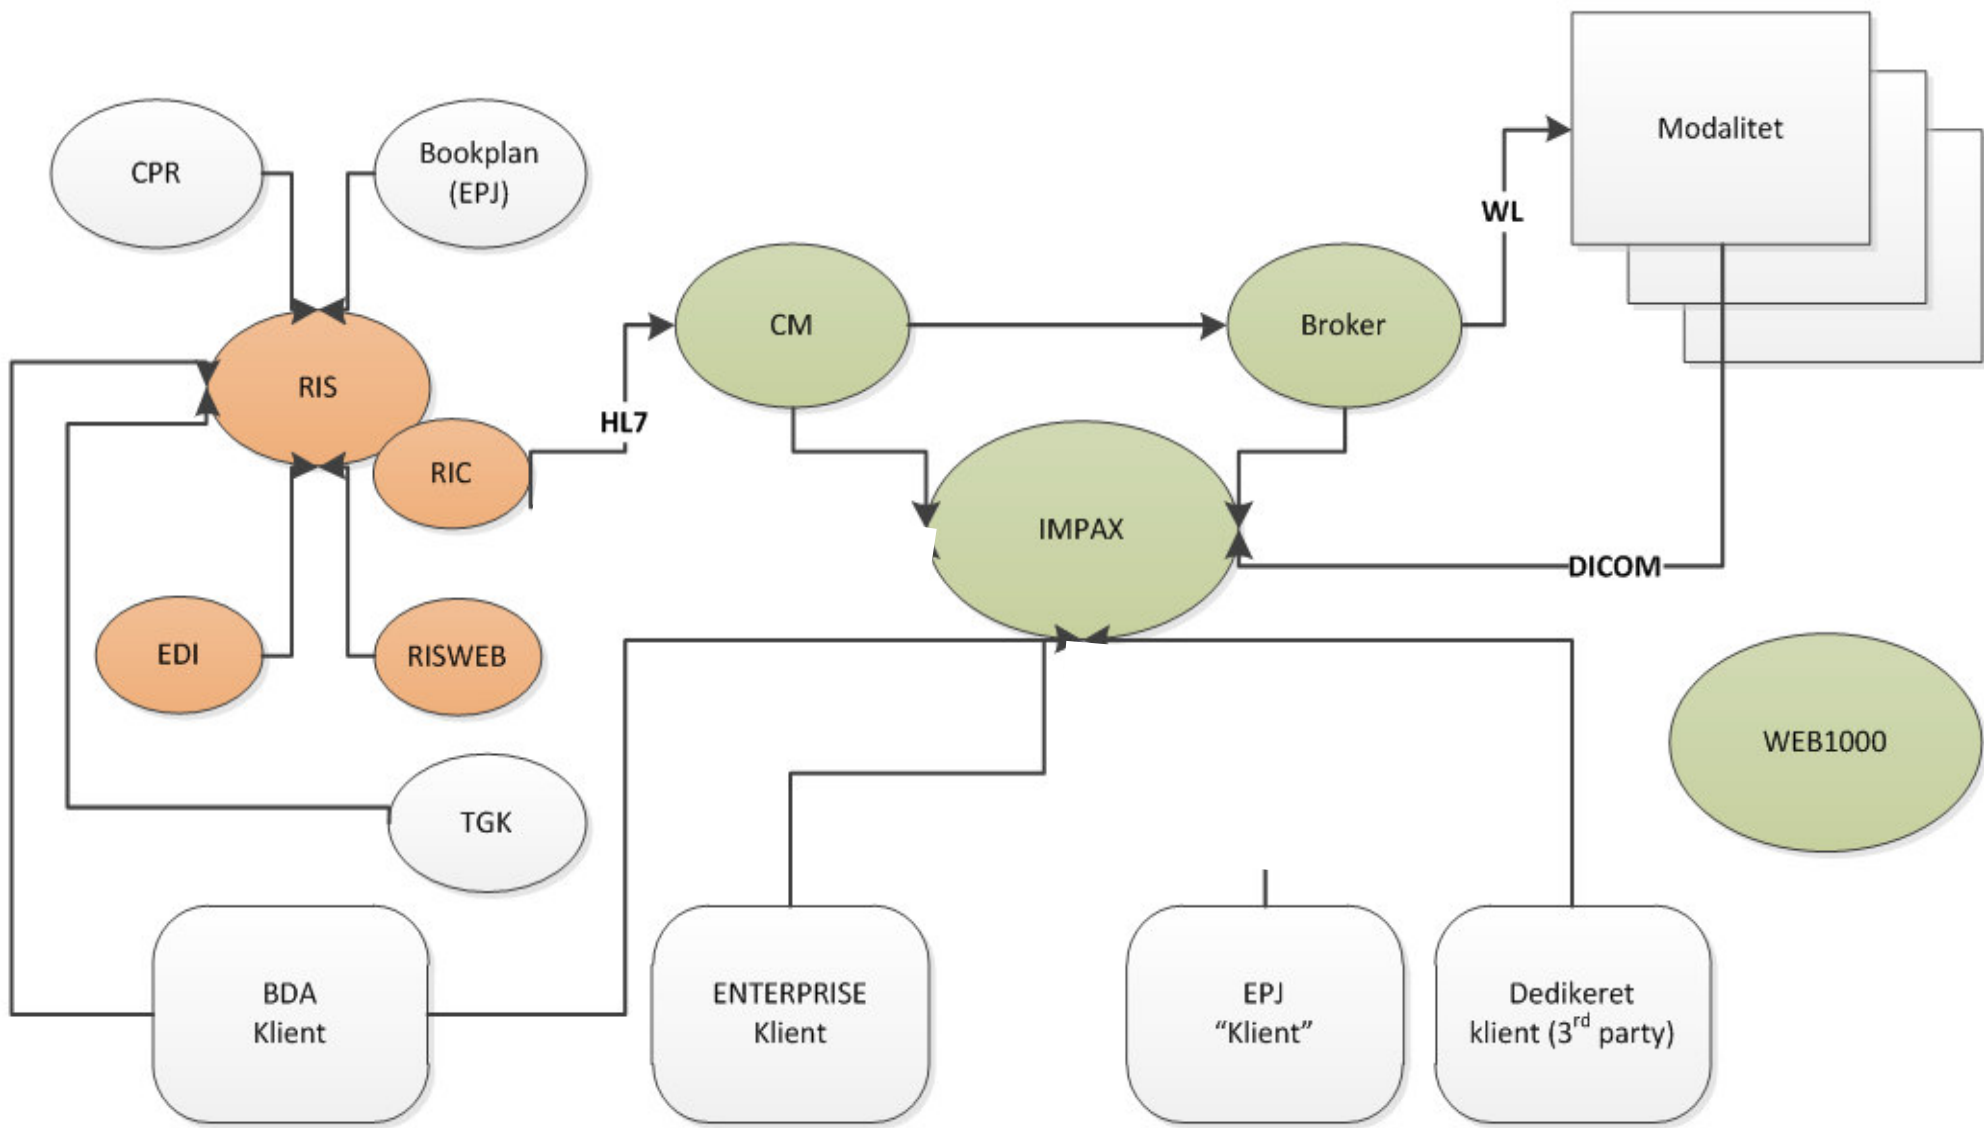 CPR
Bookplan
(EPJ)
Modalitet
WL
CM
Broker
RIS
HL7
RIC
IMPAX
DICOM
EDI
RISWEB
WEB1000
TGK
BDA
Klient
ENTERPRISE
Klient
EPJ
“Klient”
Dedikeret
klient (3rd party)